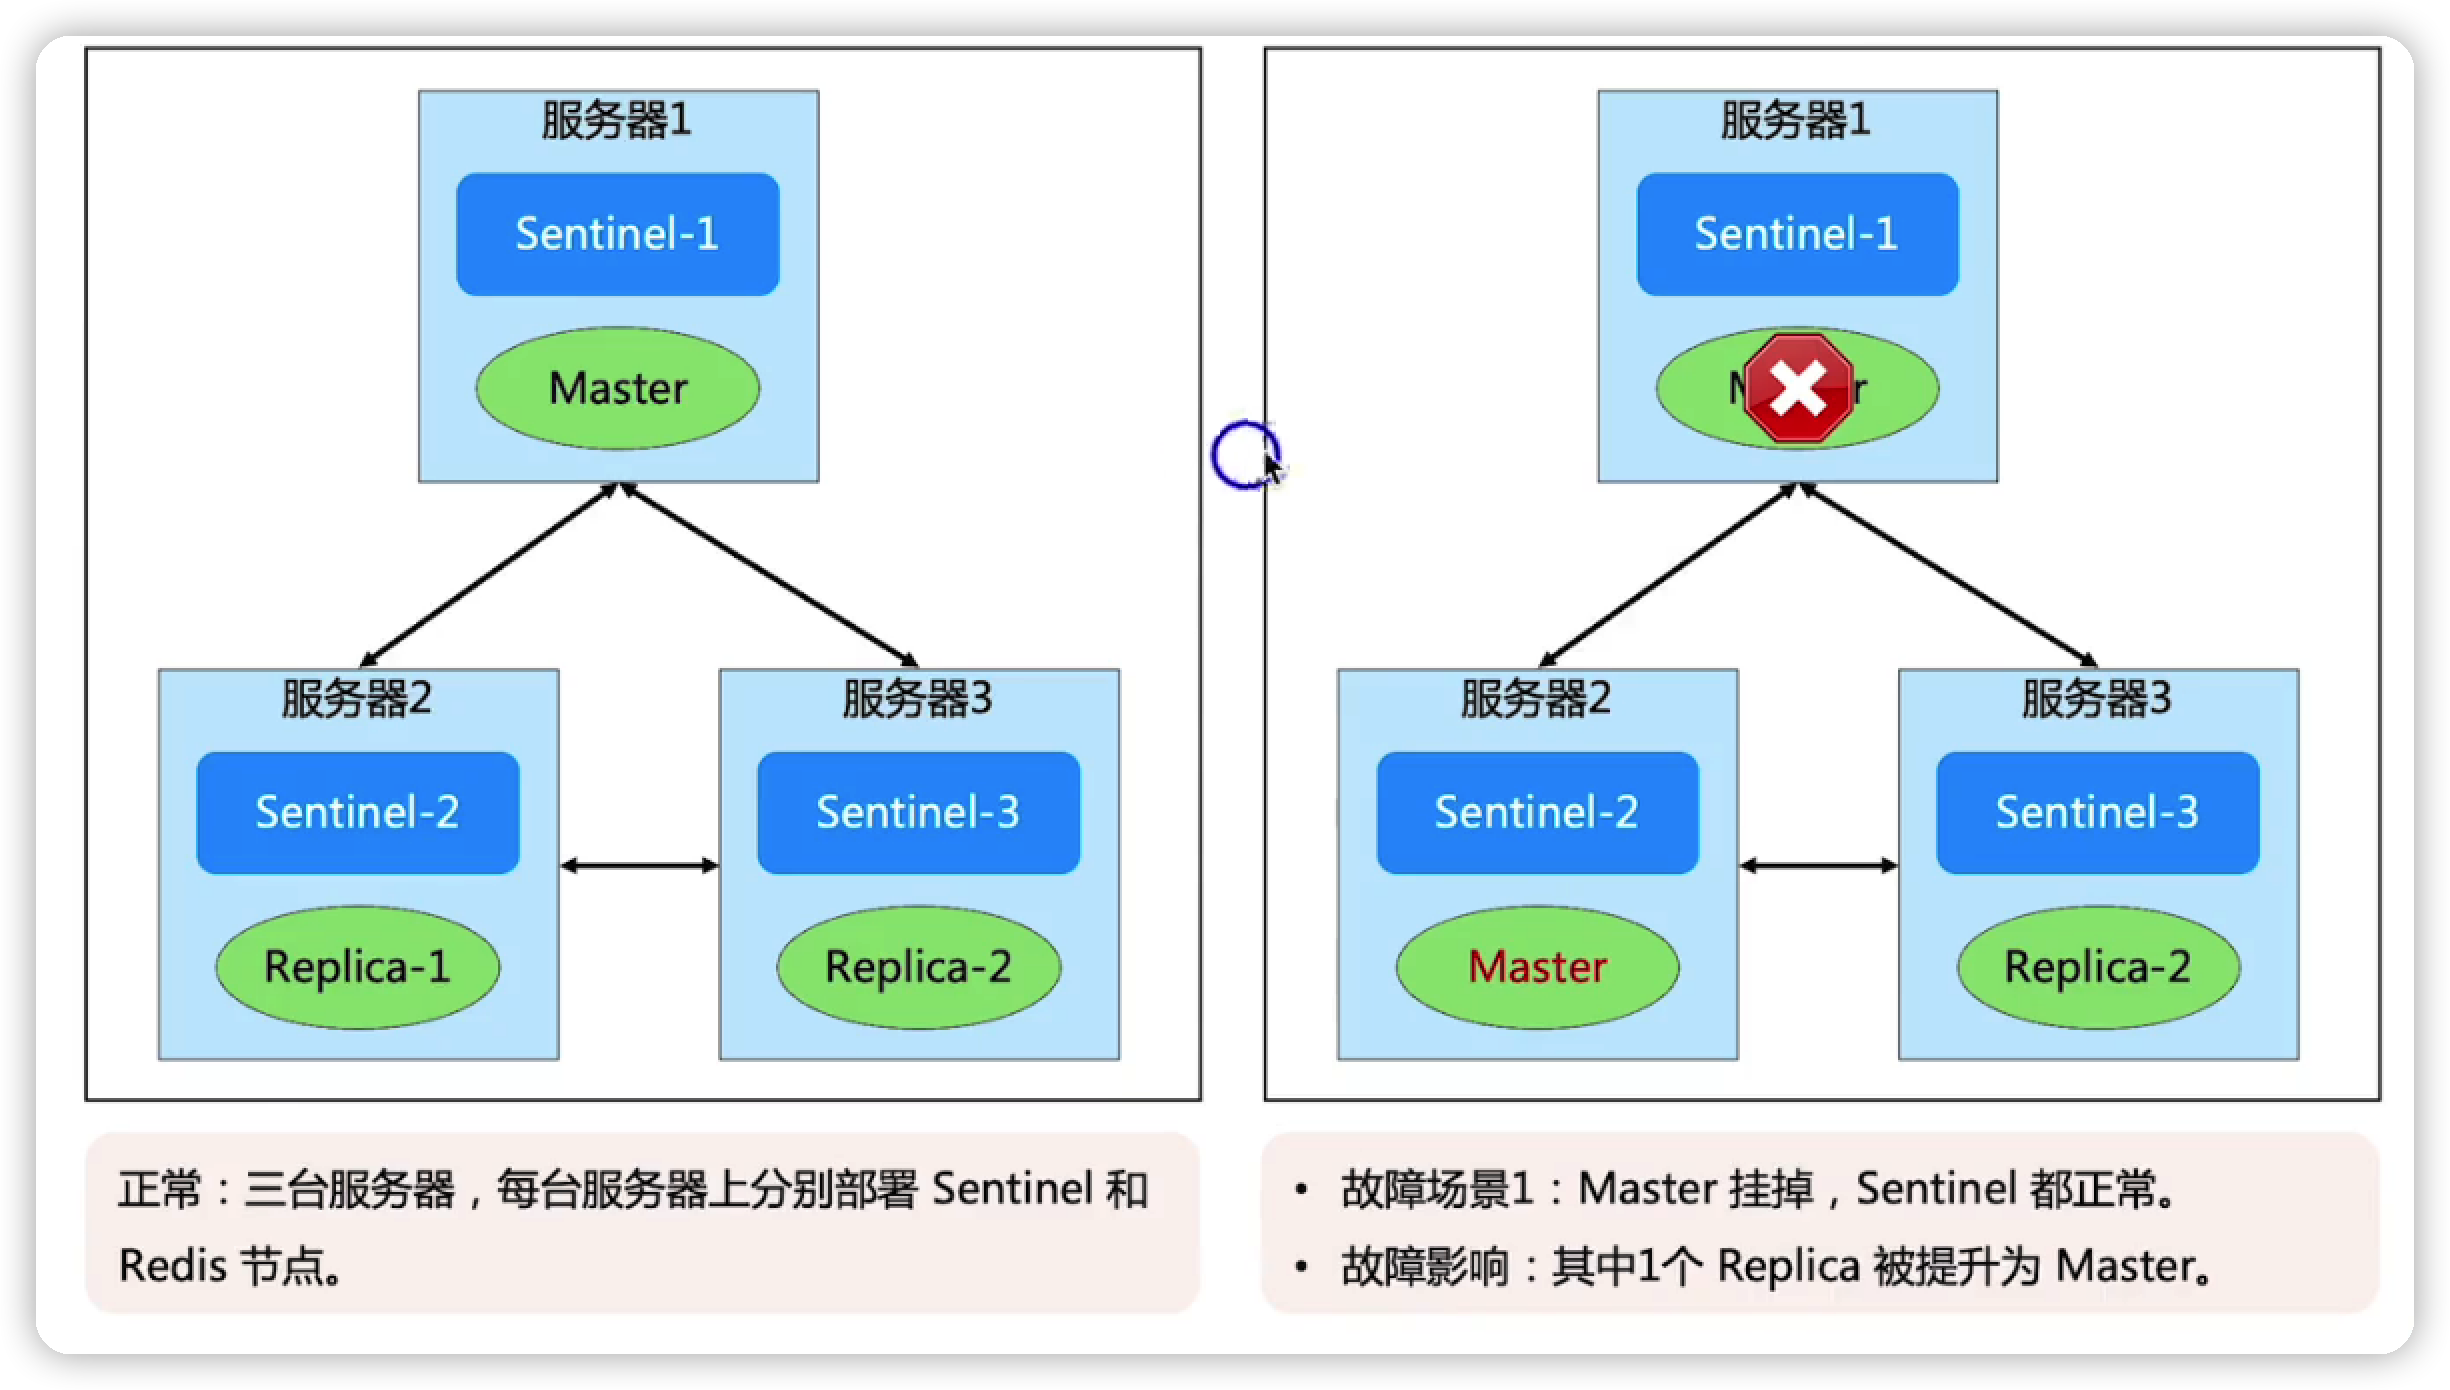 服务器1
Sentinel-1
Master
服务器2
Sentinel-2
Replica-1
服务器3
Sentinel-3
Replica-2
正常：三台服务器，每台服务器上分别部署 Sentinel 和
Redis 节点。
服务器1
Sentinel-1
服务器2
Sentinel-2
Master
服务器3
Sentinel-3
Replica-2
• 故障场景1：Master 挂掉，Sentinel 都正常。
• 故障影响：其中1个 Replica 被提升为 Master。